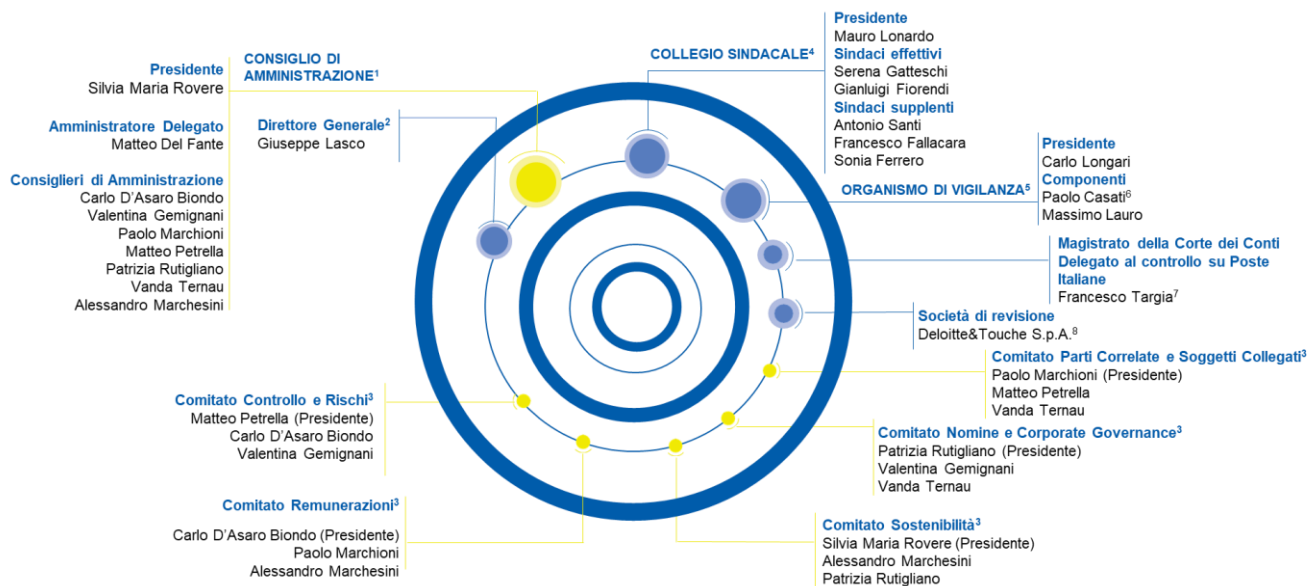 CONSIGLIO DI
AMMINISTRAZIONE¹
Presidente
Silvia Maria Rovere
Amministratore Delegato
Matteo Del Fante
Consiglieri di Amministrazione
Carlo D'Asaro Biondo
Valentina Gemignani
Paolo Marchioni
Matteo Petrella
Patrizia Rutigliano
Vanda Ternau
Alessandro Marchesini
Direttore Generale²
Giuseppe Lasco
COLLEGIO SINDACALE⁴
Presidente
Mauro Lonardo
Sindaci effettivi
Serena Gatteschi
Gianluigi Fiorendi
Sindaci supplenti
Antonio Santi
Francesco Fallacara
Sonia Ferrero
ORGANISMO DI VIGILANZA⁵
Presidente
Carlo Longari
Componenti
Paolo Casati⁶
Massimo Lauro
Magistrato della Corte dei Conti
Delegato al controllo su Poste
Italiane
Francesco Targia⁷
Società di revisione
Deloitte&Touche S.p.A.⁸
Comitato Parti Correlate e Soggetti Collegati³
Paolo Marchioni (Presidente)
Matteo Petrella
Vanda Ternau
Comitato Nomine e Corporate Governance³
Patrizia Rutigliano (Presidente)
Valentina Gemignani
Vanda Ternau
Comitato Sostenibilità³
Silvia Maria Rovere (Presidente)
Alessandro Marchesini
Patrizia Rutigliano
Comitato Controllo e Rischi³
Matteo Petrella (Presidente)
Carlo D'Asaro Biondo
Valentina Gemignani
Comitato Remunerazioni³
Carlo D'Asaro Biondo (Presidente)
Paolo Marchioni
Alessandro Marchesini